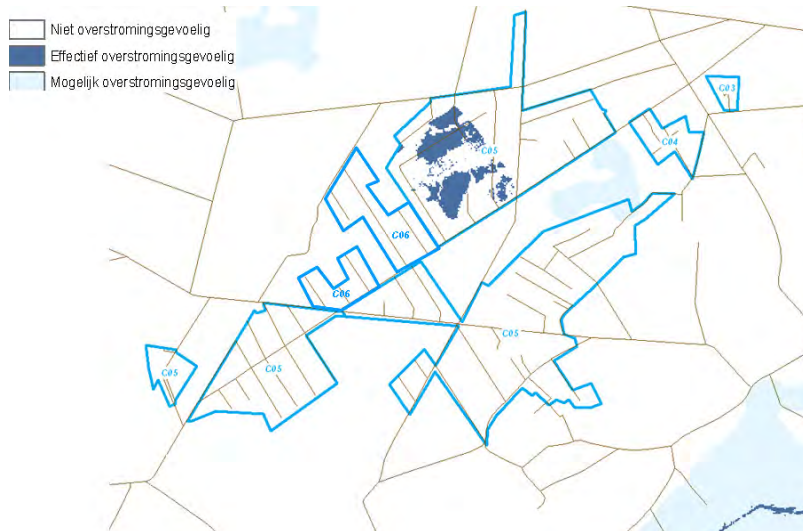 Niet overstromingsgevoelig
Effectief overstromingsgevoelig
Mogelijk overstromingsgevoelig
C03
C04
C05
C06
C06
C05
C05
C05